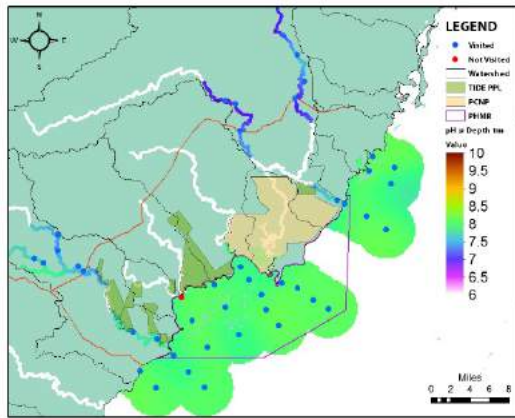 N
W E
S
LEGEND
Visited
Not Visited
Watershed
TIDE PPL
PCNP
PHMR
pH at Depth 1m
Value
10
9.5
9
8.5
8
7.5
7
6.5
6
Miles
0 2 4 6 8